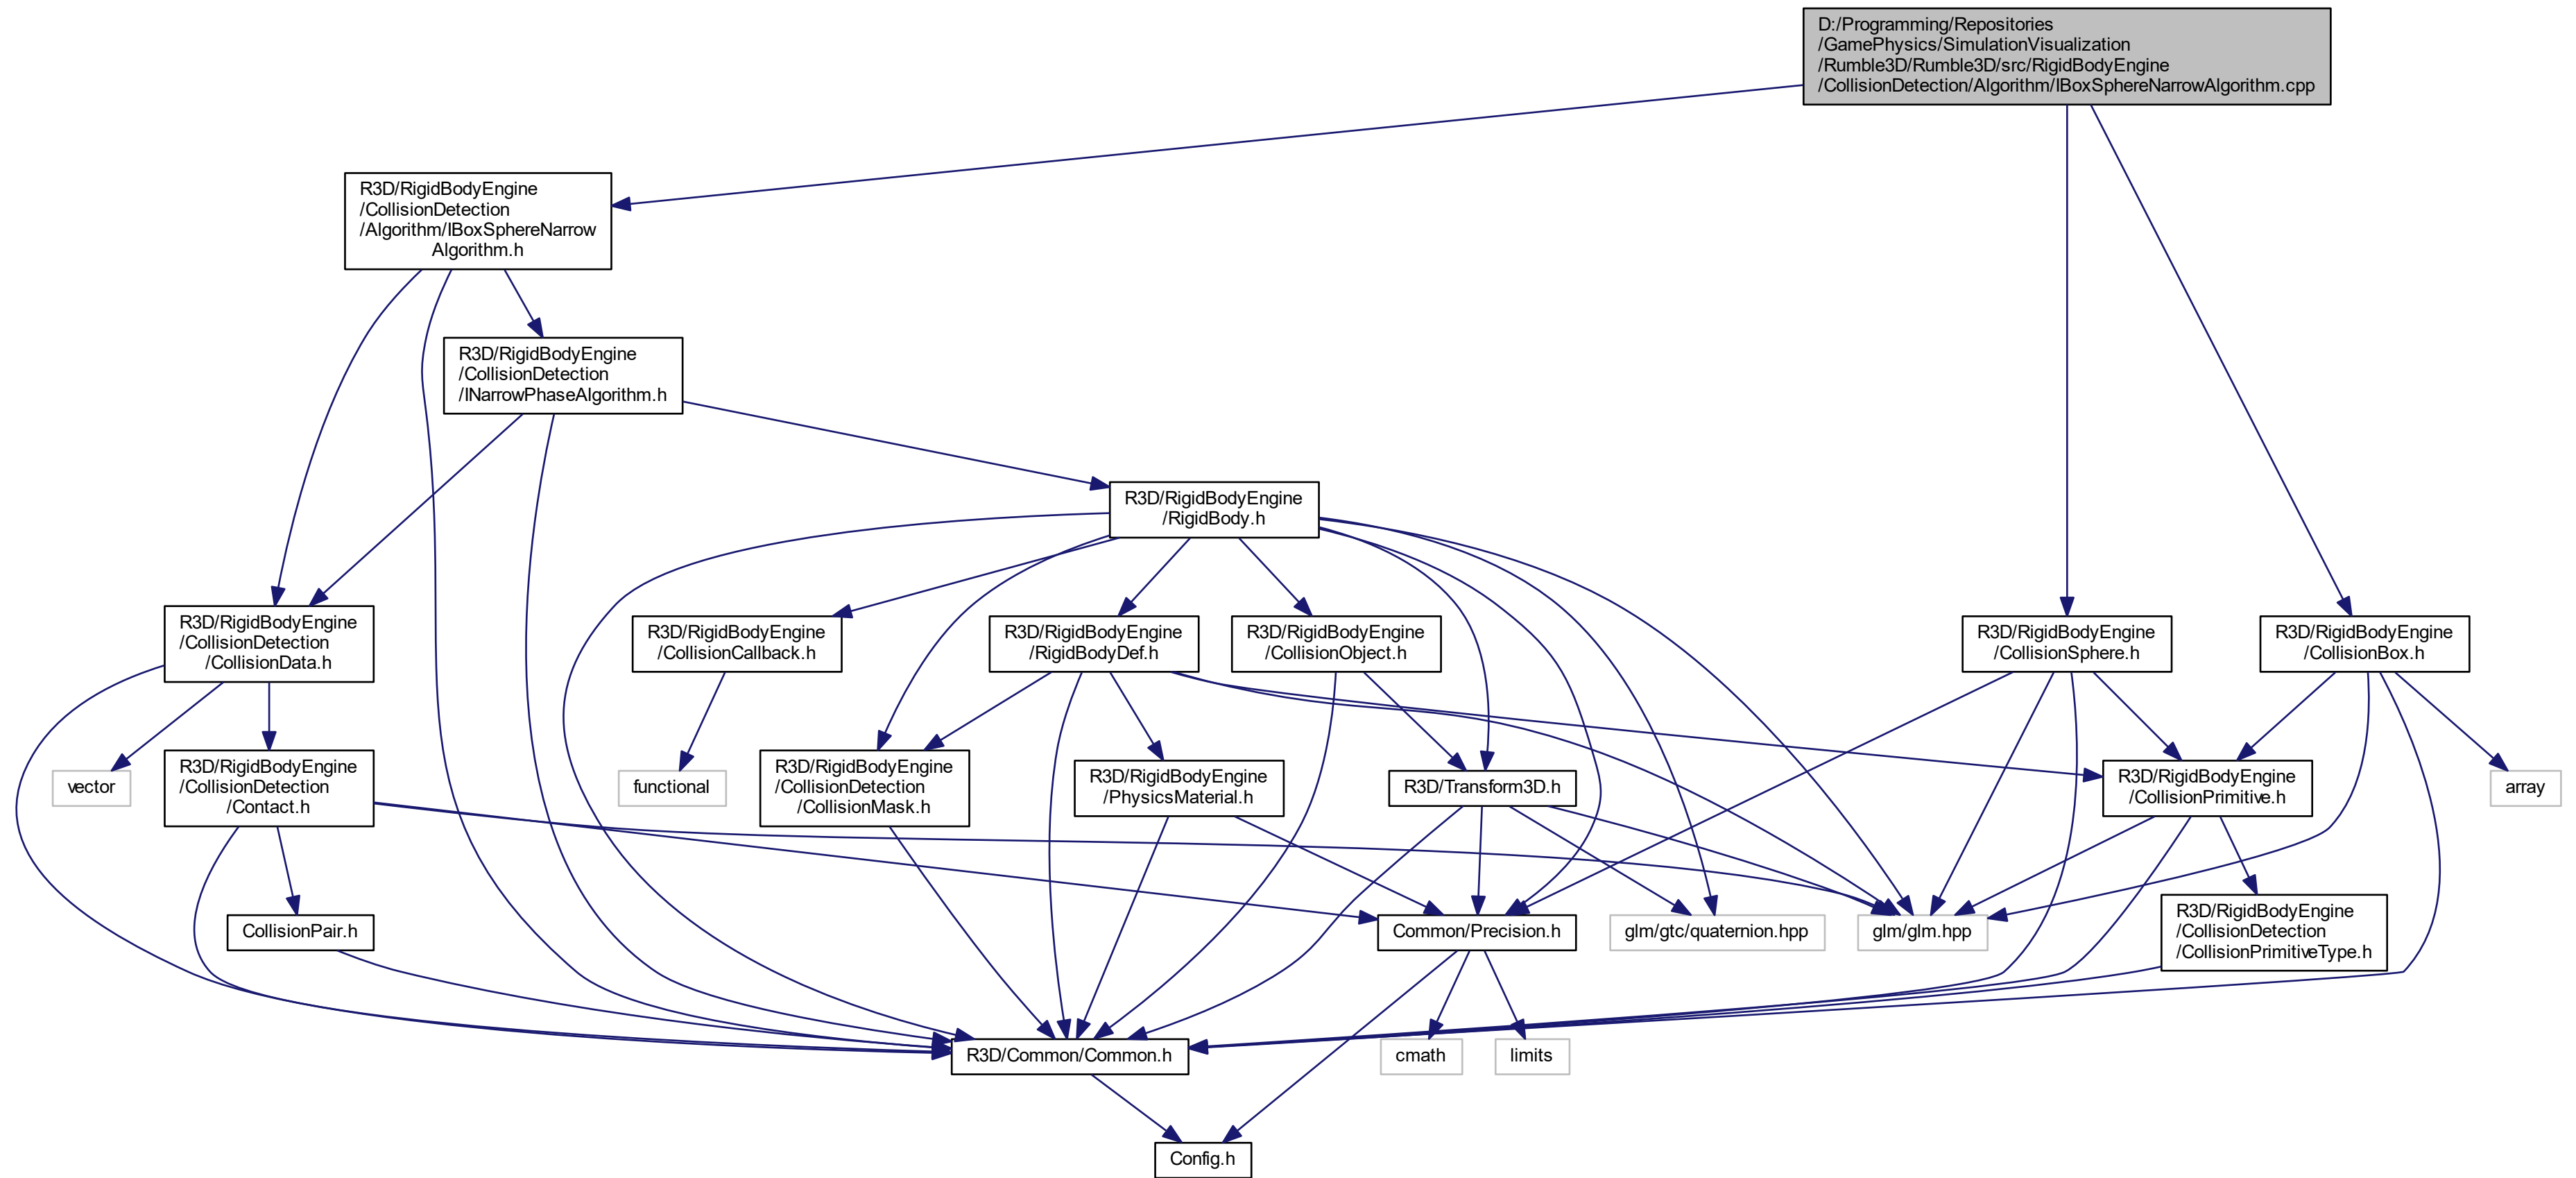 D:/Programming/Repositories
/GamePhysics/SimulationVisualization
/Rumble3D/Rumble3D/src/RigidBodyEngine
/CollisionDetection/Algorithm/IBoxSphereNarrowAlgorithm.cpp
R3D/RigidBodyEngine
/CollisionDetection
/Algorithm/IBoxSphereNarrow
Algorithm.h
R3D/RigidBodyEngine
/CollisionDetection
/INarrowPhaseAlgorithm.h
R3D/RigidBodyEngine
/RigidBody.h
R3D/RigidBodyEngine
/CollisionDetection
/CollisionData.h
R3D/RigidBodyEngine
/CollisionCallback.h
R3D/RigidBodyEngine
/RigidBodyDef.h
R3D/RigidBodyEngine
/CollisionObject.h
R3D/RigidBodyEngine
/CollisionSphere.h
R3D/RigidBodyEngine
/CollisionBox.h
vector
R3D/RigidBodyEngine
/CollisionDetection
/Contact.h
functional
R3D/RigidBodyEngine
/CollisionDetection
/CollisionMask.h
R3D/RigidBodyEngine
/PhysicsMaterial.h
R3D/Transform3D.h
R3D/RigidBodyEngine
/CollisionPrimitive.h
array
CollisionPair.h
Common/Precision.h
glm/gtc/quaternion.hpp
glm/glm.hpp
R3D/RigidBodyEngine
/CollisionDetection
/CollisionPrimitiveType.h
R3D/Common/Common.h
cmath
limits
Config.h